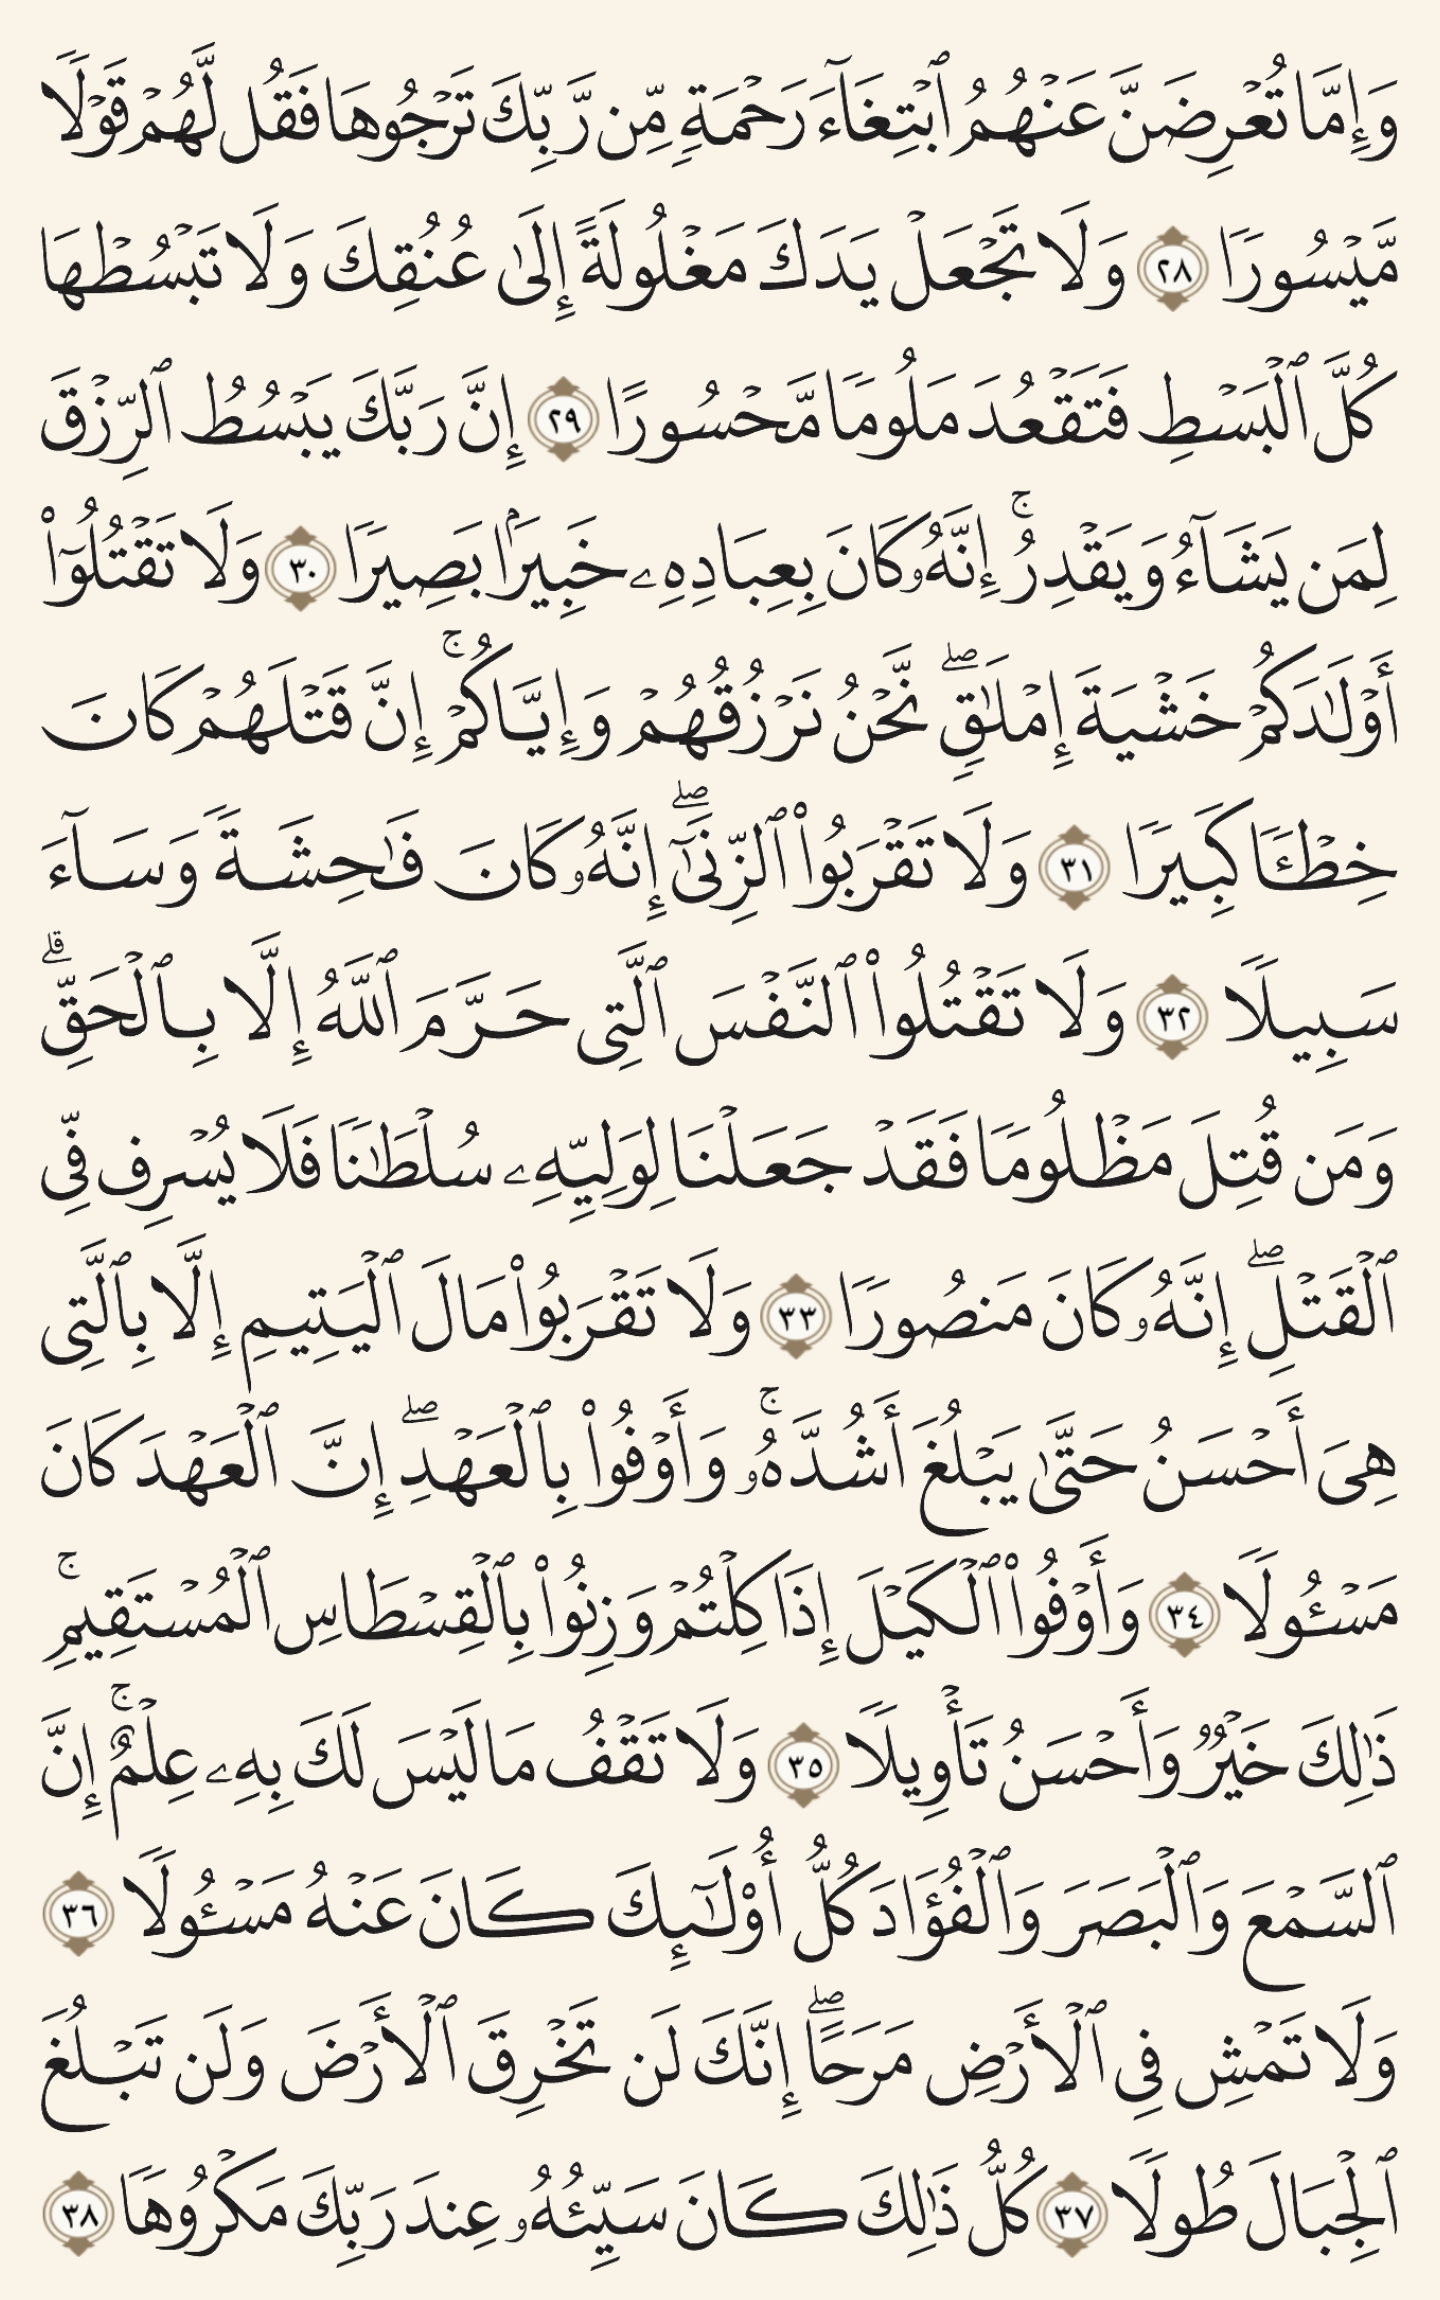 وَإِمَّا تُعْرِضَنَّ عَنْهُمُ ٱبْتِغَآءَ رَحْمَةٍ مِّن رَّبِّكَ تَرْجُوهَا فَقُل لَّهُمْ قَوْلًا
مَّيْسُورًا ٢٨ وَلَا تَجْعَلْ يَدَكَ مَغْلُولَةً إِلَىٰ عُنُقِكَ وَلَا تَبْسُطْهَا
كُلَّ ٱلْبَسْطِ فَتَقْعُدَ مَلُومًا مَّحْسُورًا ٢٩ إِنَّ رَبَّكَ يَبْسُطُ ٱلرِّزْقَ
لِمَن يَشَآءُ وَيَقْدِرُ ۚ إِنَّهُۥ كَانَ بِعِبَادِهِۦ خَبِيرًۢا بَصِيرًا ٣٠ وَلَا تَقْتُلُوٓا۟
أَوْلَـٰدَكُمْ خَشْيَةَ إِمْلَـٰقٍ ۖ نَّحْنُ نَرْزُقُهُمْ وَإِيَّاكُمْ ۚ إِنَّ قَتْلَهُمْ كَانَ
خِطْـًٔا كَبِيرًا ٣١ وَلَا تَقْرَبُوا۟ ٱلزِّنَىٰٓ ۖ إِنَّهُۥ كَانَ فَـٰحِشَةً وَسَآءَ
سَبِيلًا ٣٢ وَلَا تَقْتُلُوا۟ ٱلنَّفْسَ ٱلَّتِى حَرَّمَ ٱللَّهُ إِلَّا بِٱلْحَقِّ ۗ
وَمَن قُتِلَ مَظْلُومًا فَقَدْ جَعَلْنَا لِوَلِيِّهِۦ سُلْطَـٰنًا فَلَا يُسْرِف فِّى
ٱلْقَتْلِ ۖ إِنَّهُۥ كَانَ مَنصُورًا ٣٣ وَلَا تَقْرَبُوا۟ مَالَ ٱلْيَتِيمِ إِلَّا بِٱلَّتِى
هِىَ أَحْسَنُ حَتَّىٰ يَبْلُغَ أَشُدَّهُۥ ۚ وَأَوْفُوا۟ بِٱلْعَهْدِ ۖ إِنَّ ٱلْعَهْدَ كَانَ
مَسْـُٔولًا ٣٤ وَأَوْفُوا۟ ٱلْكَيْلَ إِذَا كِلْتُمْ وَزِنُوا۟ بِٱلْقِسْطَاسِ ٱلْمُسْتَقِيمِ ۚ
ذَٰلِكَ خَيْرٌ وَأَحْسَنُ تَأْوِيلًا ٣٥ وَلَا تَقْفُ مَا لَيْسَ لَكَ بِهِۦ عِلْمٌ ۚ إِنَّ
ٱلسَّمْعَ وَٱلْبَصَرَ وَٱلْفُؤَادَ كُلُّ أُو۟لَـٰٓئِكَ كَانَ عَنْهُ مَسْـُٔولًا ٣٦
وَلَا تَمْشِ فِى ٱلْأَرْضِ مَرَحًا ۖ إِنَّكَ لَن تَخْرِقَ ٱلْأَرْضَ وَلَن تَبْلُغَ
ٱلْجِبَالَ طُولًا ٣٧ كُلُّ ذَٰلِكَ كَانَ سَيِّئُهُۥ عِندَ رَبِّكَ مَكْرُوهًا ٣٨